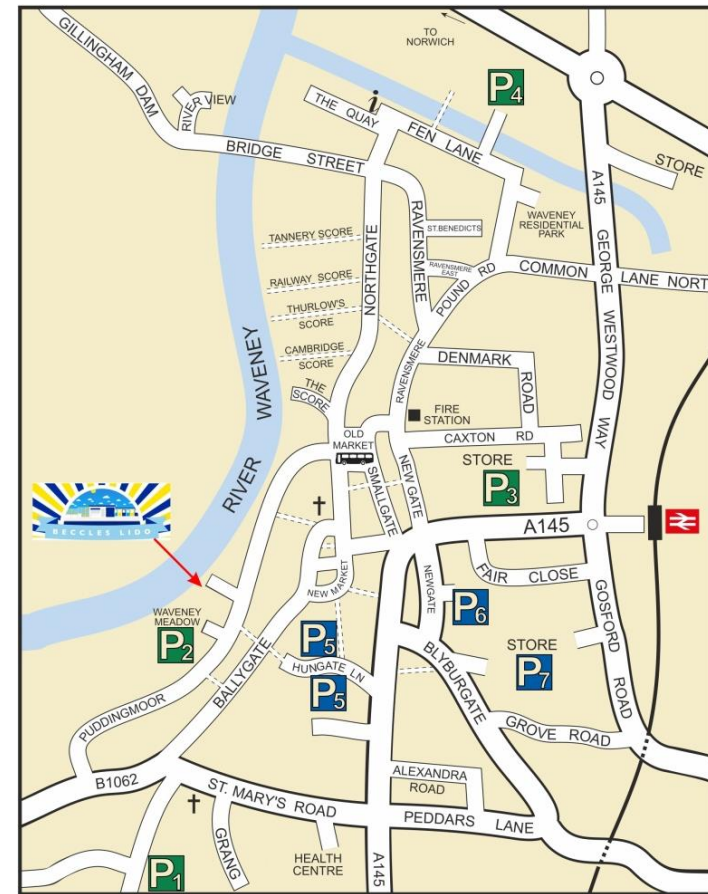 GILLINGHAM DAM
TO
NORWICH
RIVER VIEW
THE QUAY
i
FEN LANE
P4
BRIDGE STREET
STORE
A145 GEORGE WESTWOOD WAY
WAVENEY
RESIDENTIAL
PARK
ST.BENEDICTS
TANNERY SCORE
NORTHGATE
RAVENSMERE
RAVENSMERE
EAST
POUND RD
COMMON LANE NORT
RAILWAY SCORE
THURLOW'S
SCORE
CAMBRIDGE
SCORE
RAVENSMERE
DENMARK
ROAD
THE
SCORE
FIRE
STATION
RIVER WAVENEY
OLD
MARKET
CAXTON RD
SMALLGATE
NEW GATE
STORE
P3
BECCLES LIDO
A145
NEW MARKET
NEWGATE
FAIR CLOSE
GOSFORD
ROAD
WAVENEY
MEADOW
P2
P6
P5
HUNGATE LN
P5
BLYBURGATE
STORE
P7
BALLYGATE
PUDDINGMOOR
GROVE ROAD
B1062
ST. MARY'S ROAD
ALEXANDRA
ROAD
PEDDARS LANE
GRANG
HEALTH
CENTRE
A145
P1